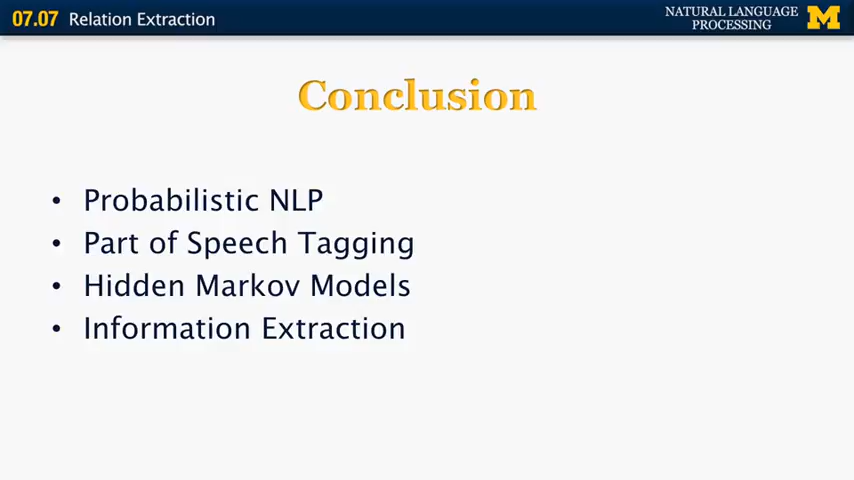 07.07 Relation Extraction
NATURAL LANGUAGE
PROCESSING
M
Conclusion
• Probabilistic NLP
• Part of Speech Tagging
• Hidden Markov Models
• Information Extraction